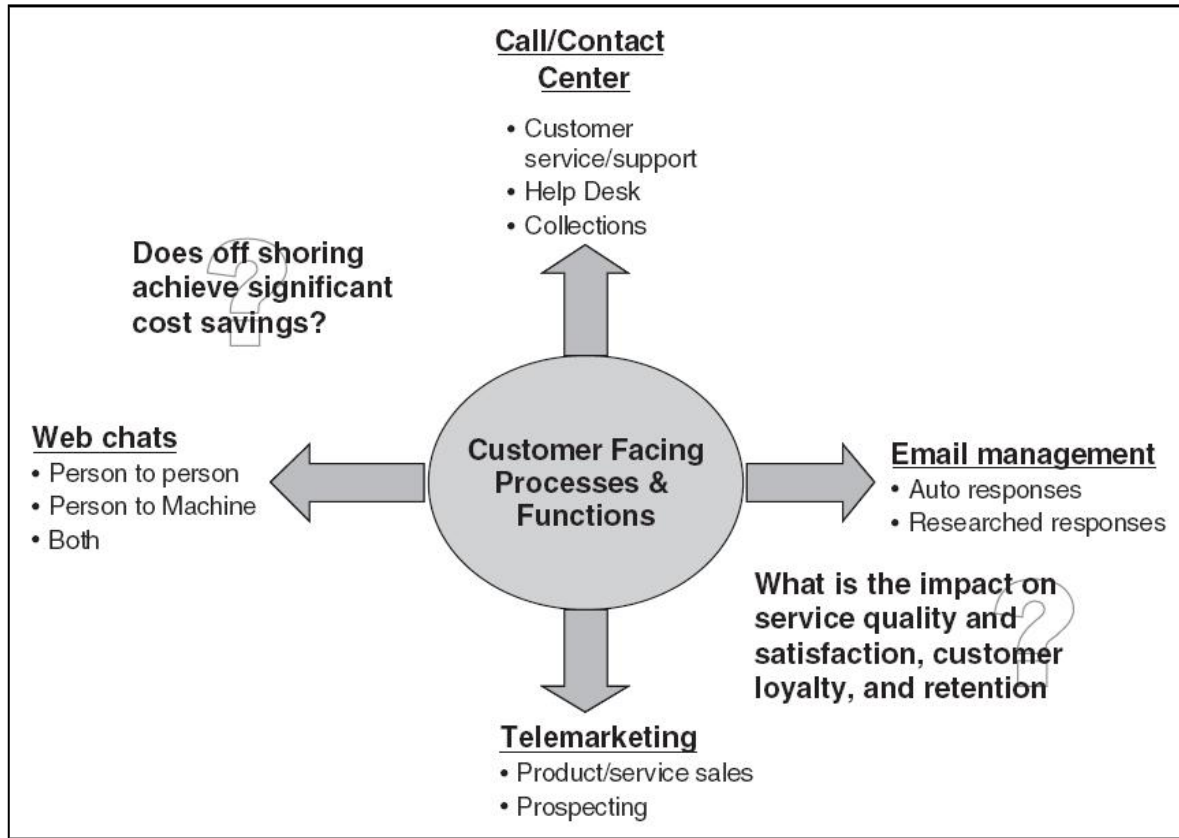 Call/Contact
Center
• Customer
service/support
• Help Desk
• Collections
Does off shoring
achieve significant
cost savings?
?
Web chats
• Person to person
• Person to Machine
• Both
Customer Facing
Processes &
Functions
Email management
• Auto responses
• Researched responses
What is the impact on
service quality and
satisfaction, customer
loyalty, and retention
?
Telemarketing
• Product/service sales
• Prospecting